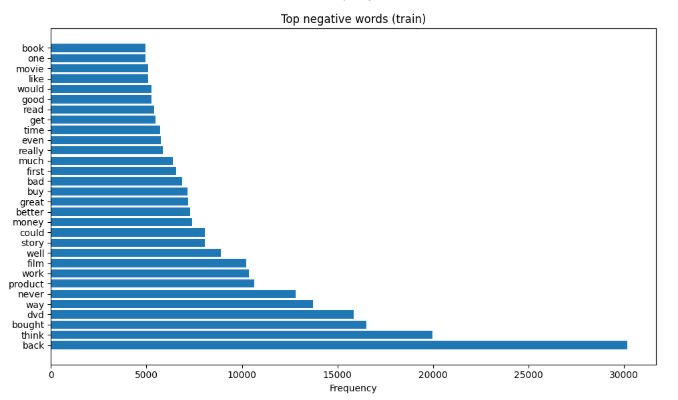 Top negative words (train)
book
one
movie
like
would
good
read
get
time
even
really
much
first
bad
buy
great
better
money
could
story
well
film
work
product
never
way
dvd
bought
think
back
0 5000 10000 15000 20000 25000 30000
Frequency